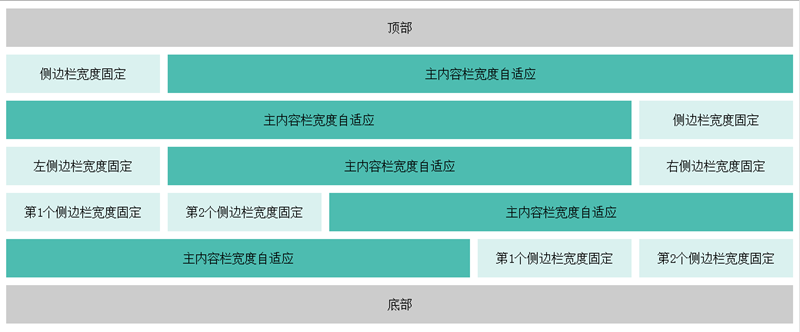 顶部
侧边栏宽度固定 主内容栏宽度自适应
主内容栏宽度自适应 侧边栏宽度固定
左侧边栏宽度固定 主内容栏宽度自适应 右侧边栏宽度固定
第1个侧边栏宽度固定 第2个侧边栏宽度固定 主内容栏宽度自适应
主内容栏宽度自适应 第1个侧边栏宽度固定 第2个侧边栏宽度固定
底部